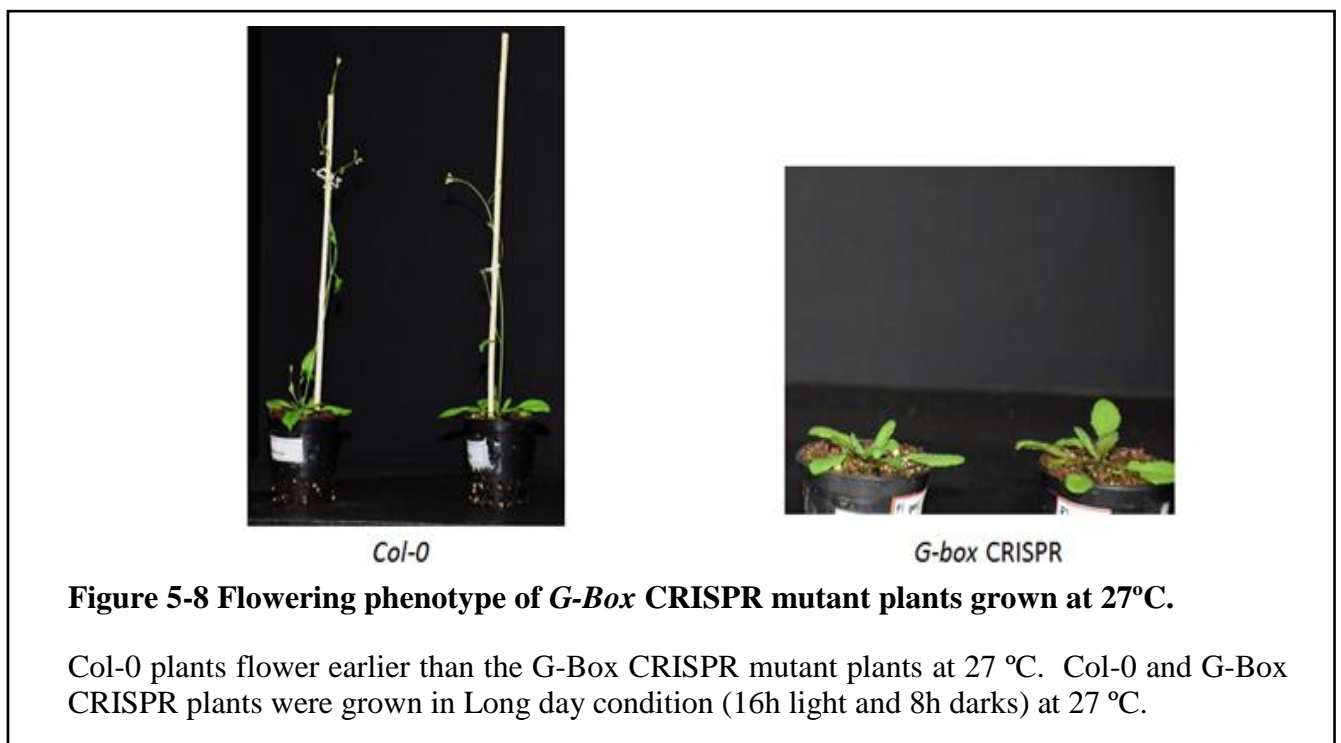 Col-0
G-box CRISPR
Figure 5-8 Flowering phenotype of G-Box CRISPR mutant plants grown at 27ºC.
Col-0 plants flower earlier than the G-Box CRISPR mutant plants at 27 ºC. Col-0 and G-Box
CRISPR plants were grown in Long day condition (16h light and 8h darks) at 27 ºC.